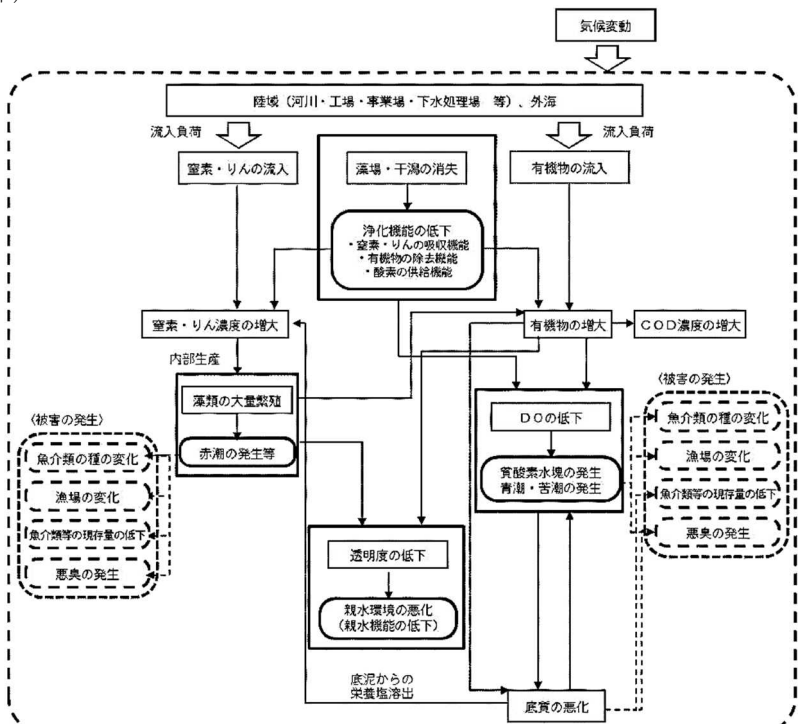 気候変動
陸域（河川・工場・事業場・下水処理場　等）、外海
流入負荷
流入負荷
窒素・りんの流入
藻場・干潟の消失
有機物の流入
浄化機能の低下
・窒素・りんの吸収機能
・有機物の除去機能
・酸素の供給機能
窒素・りん濃度の増大
有機物の増大
ＣＯＤ濃度の増大
内部生産
藻類の大量繁殖
赤潮の発生等
〈被害の発生〉
魚介類の種の変化
漁場の変化
魚介類等の現存量の低下
悪臭の発生
ＤＯの低下
貧酸素水塊の発生
青潮・苦潮の発生
〈被害の発生〉
魚介類の種の変化
漁場の変化
魚介類等の現存量の低下
悪臭の発生
透明度の低下
親水環境の悪化
（親水機能の低下）
底泥からの
栄養塩溶出
底質の悪化